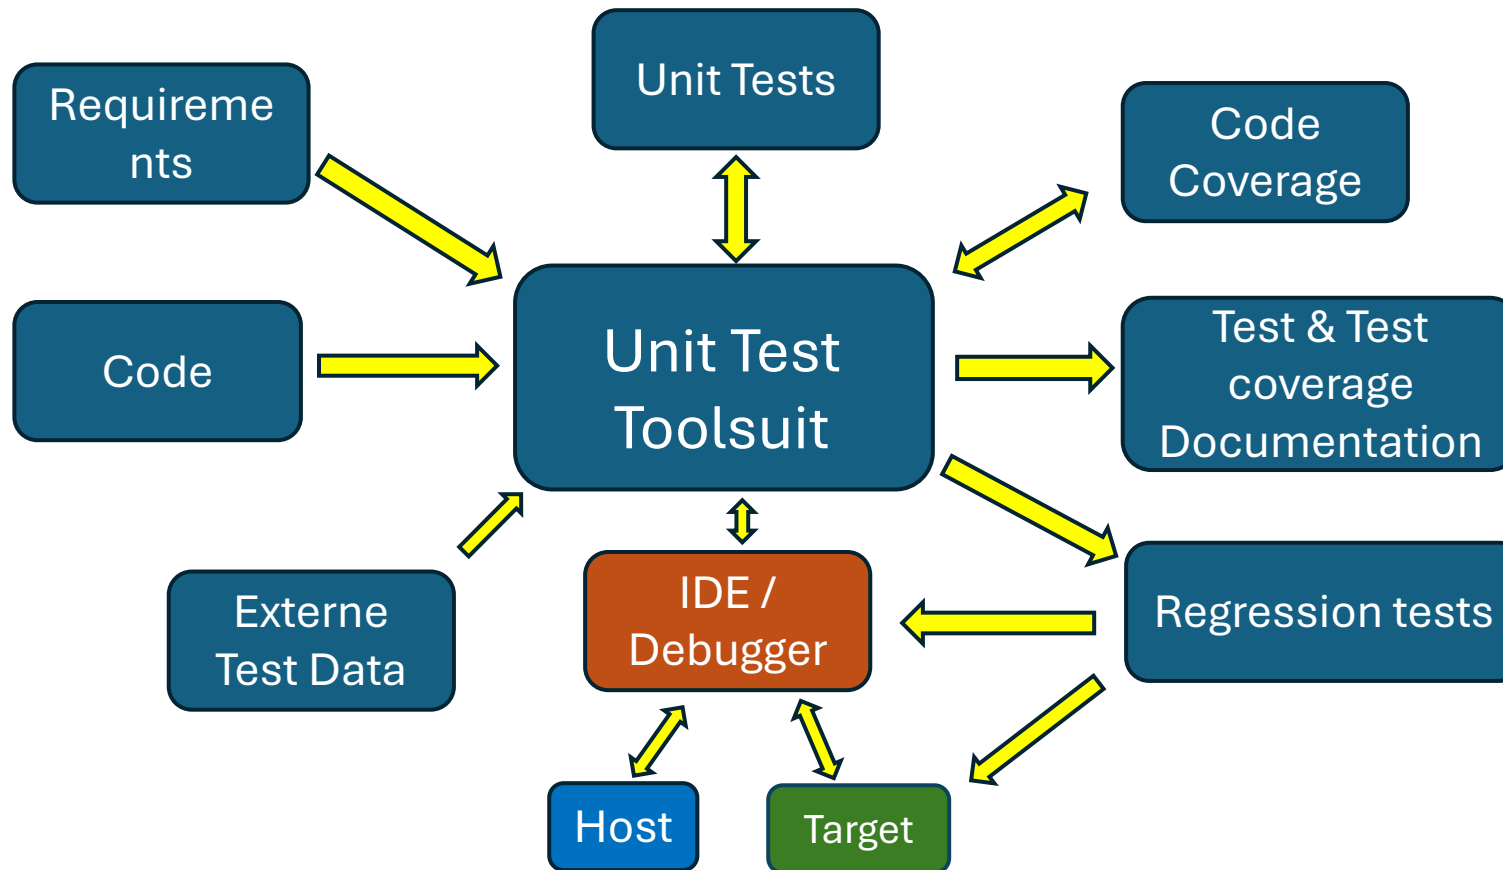 Unit Tests
Requireme
nts
Code
Coverage
Code
Unit Test
Toolsuit
Test & Test
coverage
Documentation
Externe
Test Data
IDE /
Debugger
Regression tests
Host
Target